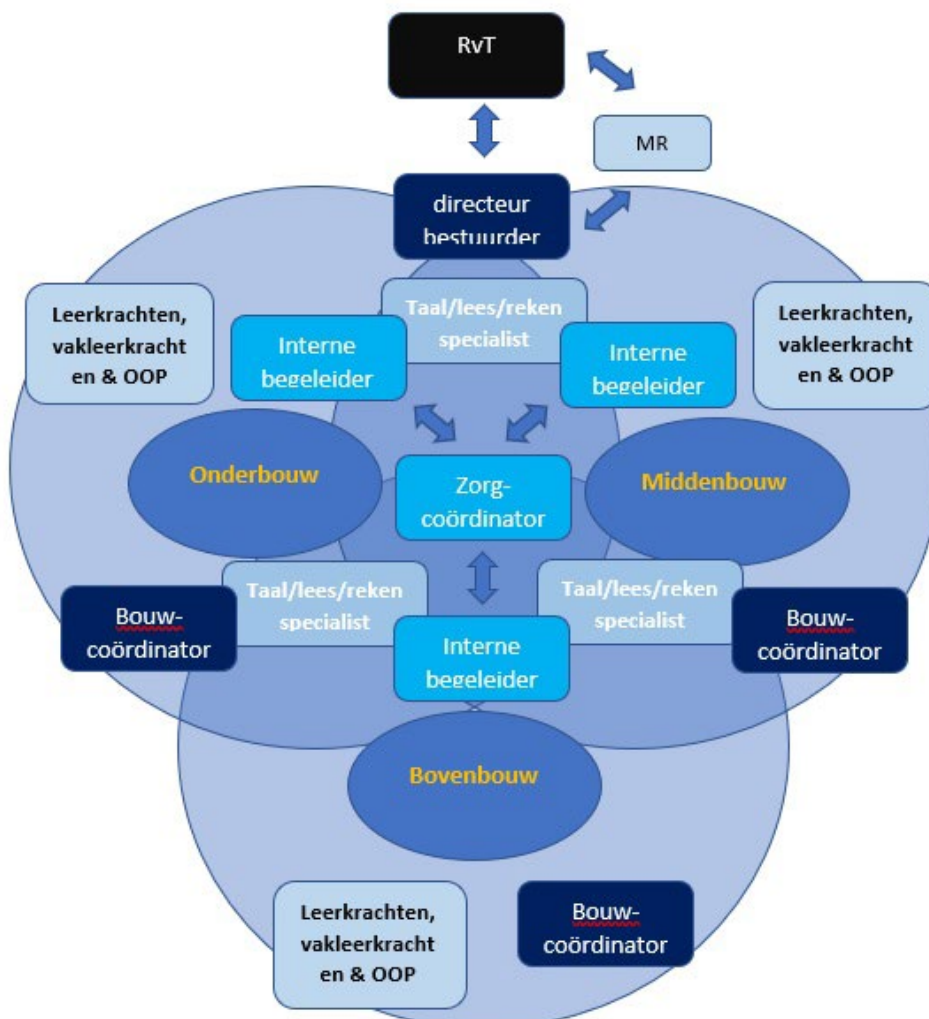 RvT
MR
directeur
bestuurder
Taal/lees/reken
specialist
Leerkrachten,
vakleerkracht
en & OOP
Interne
begeleider
Interne
begeleider
Leerkrachten,
vakleerkracht
en & OOP
Onderbouw
Zorg-
coördinator
Middenbouw
Taal/lees/reken
specialist
Taal/lees/reken
specialist
Bouw-
coördinator
Interne
begeleider
Bouw-
coördinator
Bovenbouw
Leerkrachten,
vakleerkracht
en & OOP
Bouw-
coördinator